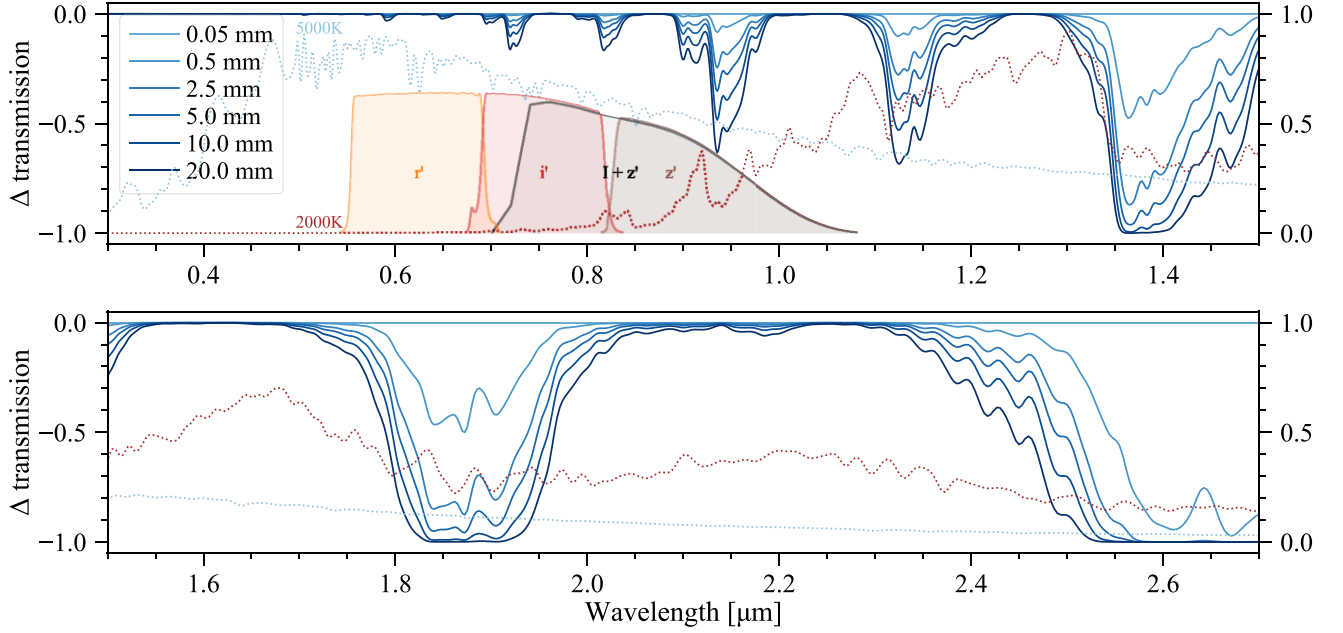 0.0
−0.5
−1.0
Δ transmission
0.05 mm
0.5 mm
2.5 mm
5.0 mm
10.0 mm
20.0 mm
5000K
2000K
r'
i'
I + z'
z'
1.0
0.5
0.0
0.4
0.6
0.8
1.0
1.2
1.4
0.0
−0.5
−1.0
Δ transmission
1.0
0.5
0.0
1.6
1.8
2.0
2.2
2.4
2.6
Wavelength [μm]